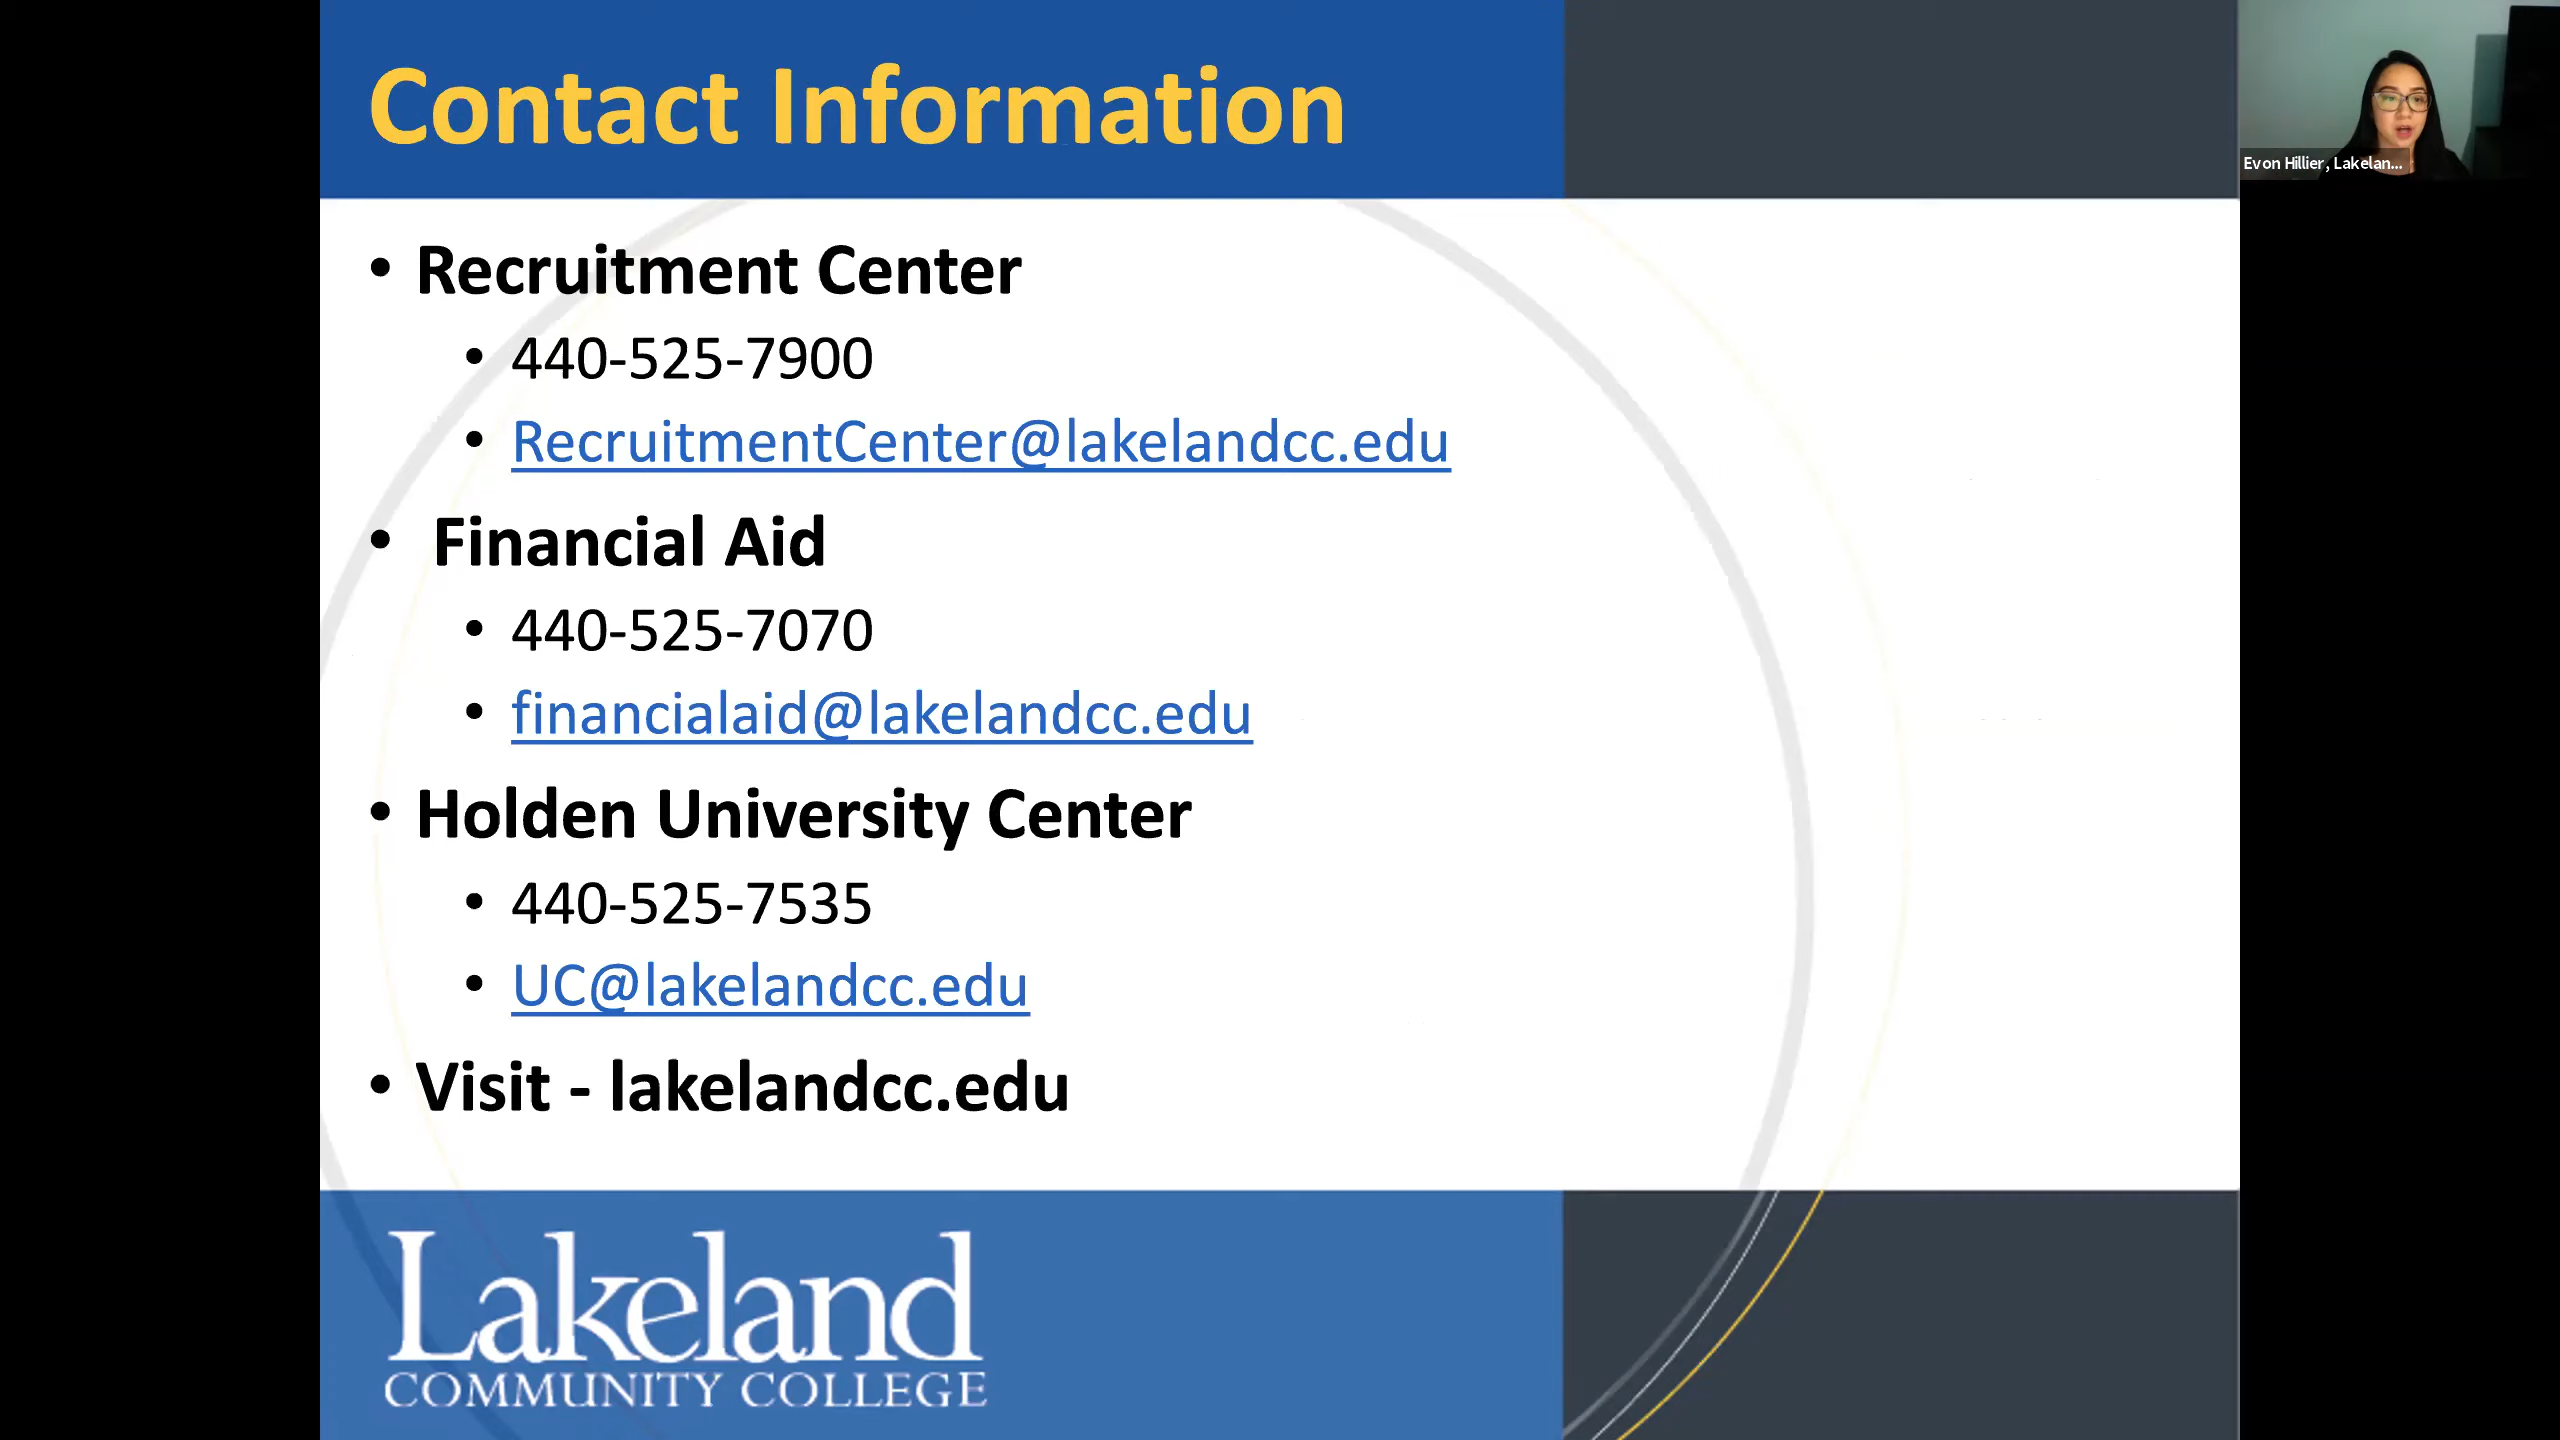 Contact Information
Evon Hillier, Lakelan...
• Recruitment Center
• 440-525-7900
• RecruitmentCenter@lakelandcc.edu
• Financial Aid
• 440-525-7070
• financialaid@lakelandcc.edu
• Holden University Center
• 440-525-7535
• UC@lakelandcc.edu
• Visit - lakelandcc.edu
Lakeland
COMMUNITY COLLEGE